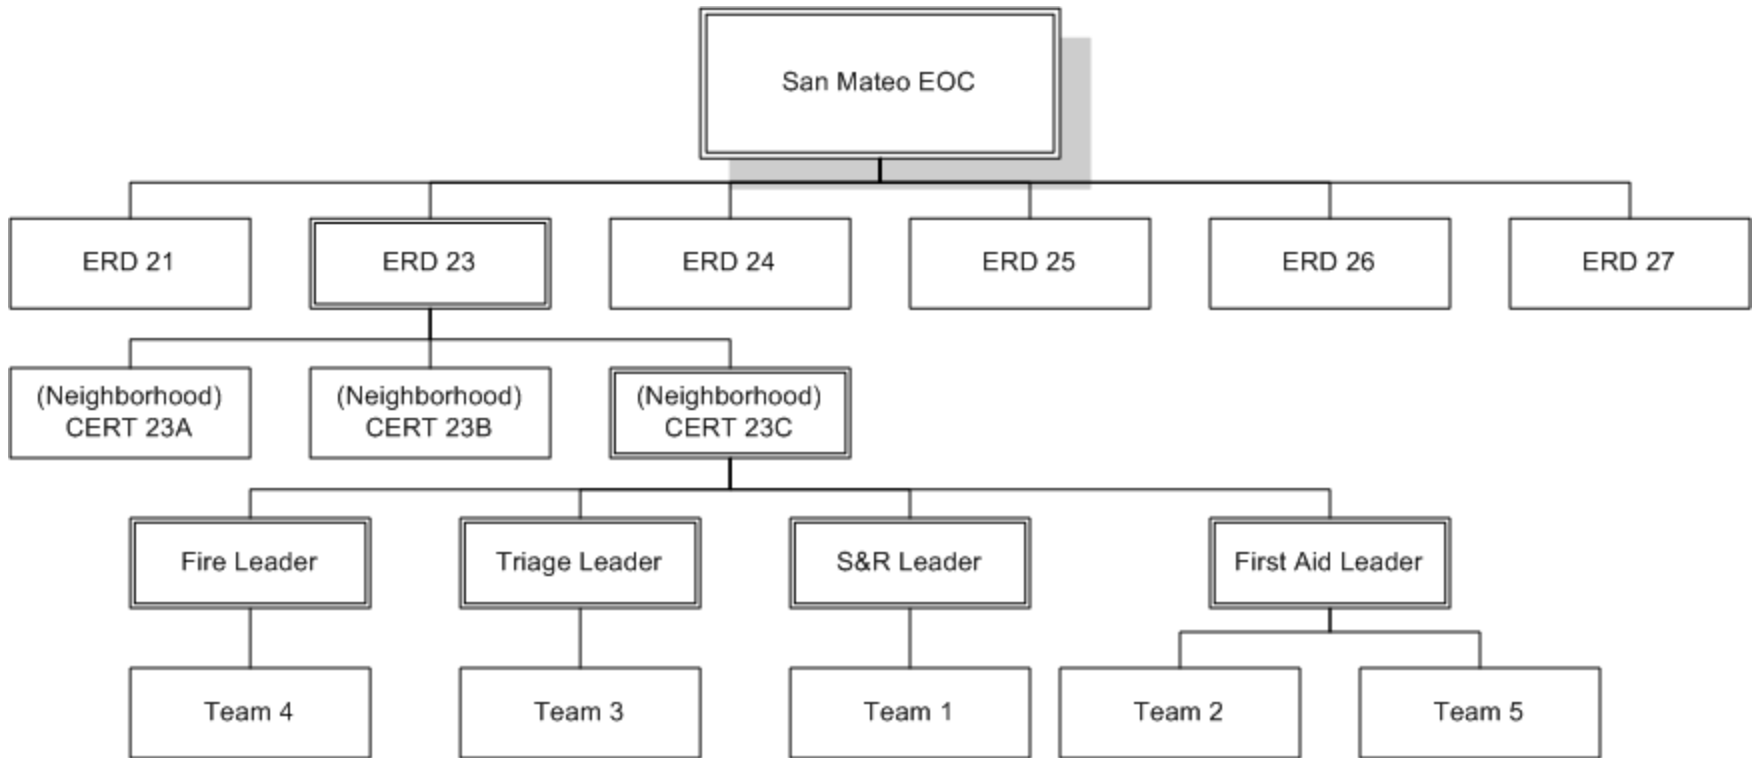 San Mateo EOC
ERD 21
ERD 23
ERD 24
ERD 25
ERD 26
ERD 27
(Neighborhood)
CERT 23A
(Neighborhood)
CERT 23B
(Neighborhood)
CERT 23C
Fire Leader
Triage Leader
S&R Leader
First Aid Leader
Team 4
Team 3
Team 1
Team 2
Team 5